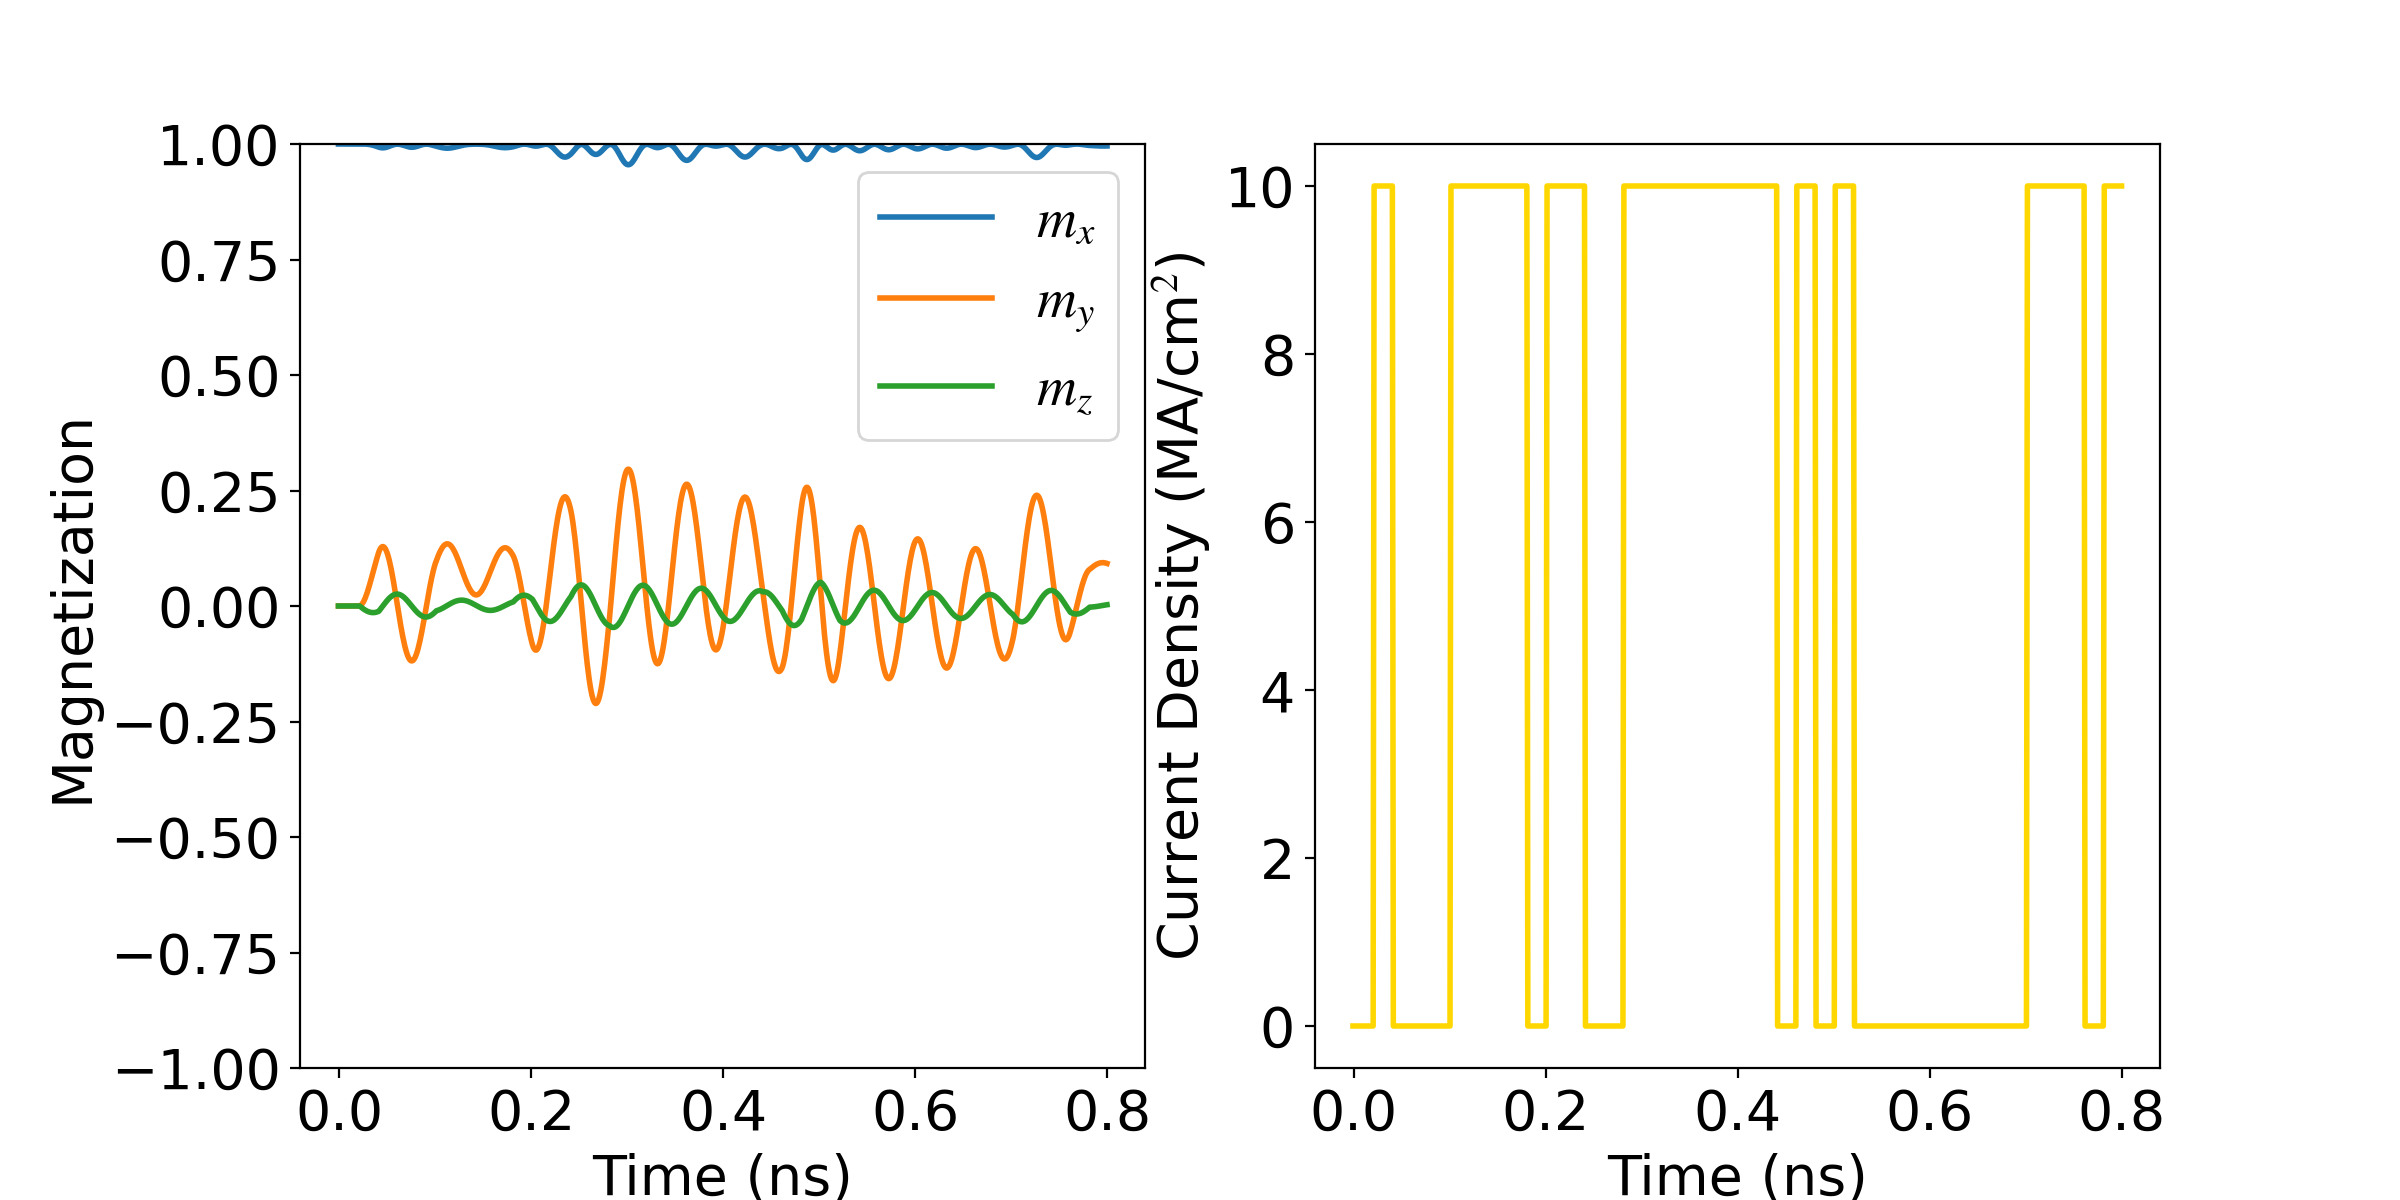 Magnetization
1.00
0.75
0.50
0.25
0.00
−0.25
−0.50
−0.75
−1.00
0.0 0.2 0.4 0.6 0.8
Time (ns)
m_x
m_y
m_z
Current Density (MA/cm²)
10
8
6
4
2
0
0.0 0.2 0.4 0.6 0.8
Time (ns)